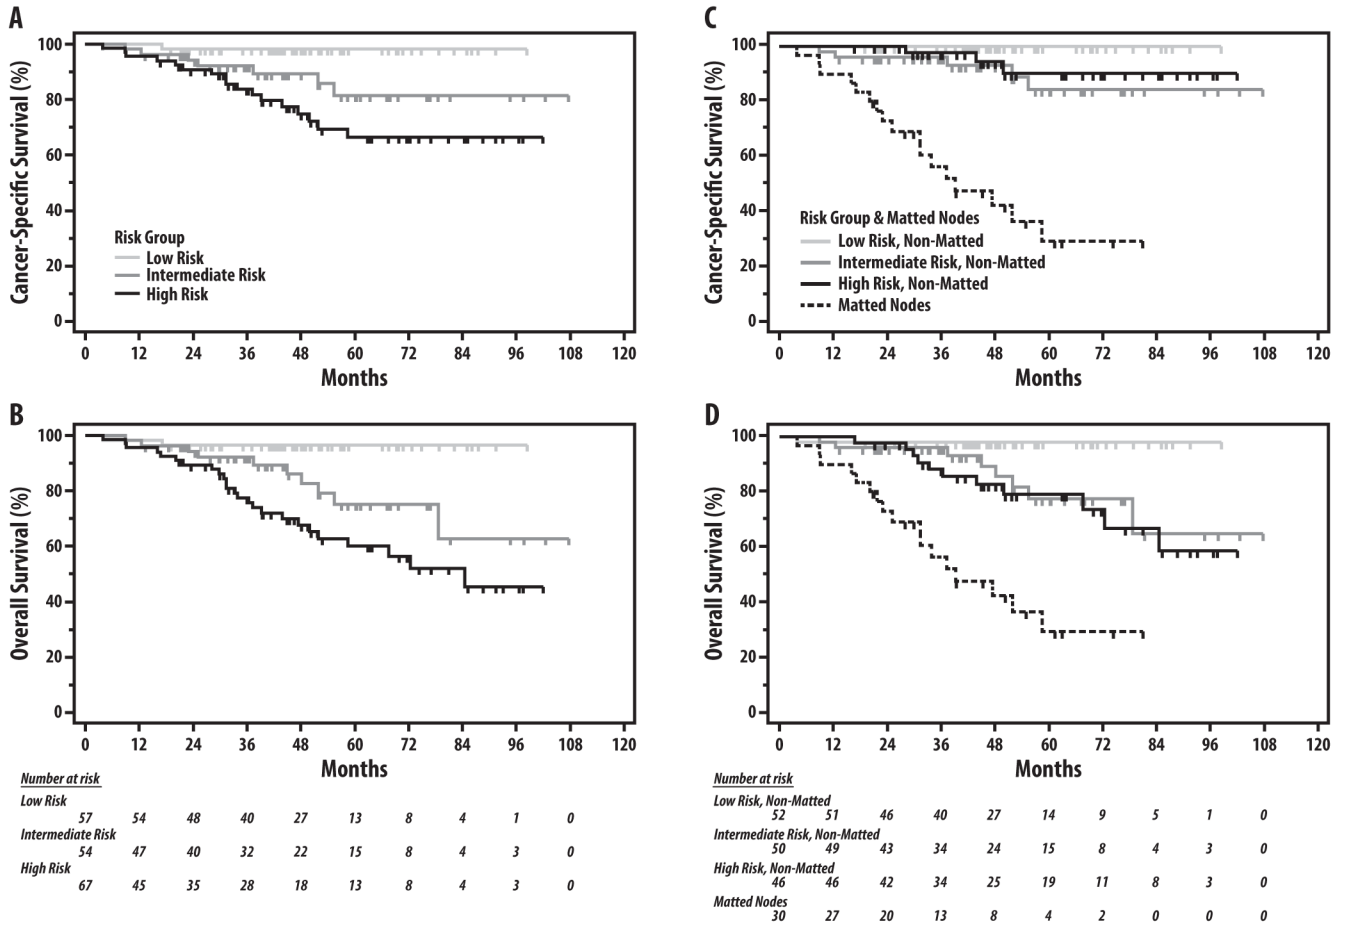 A
Cancer-Specific Survival (%)
100
80
60
40
20
0
Risk Group
Low Risk
Intermediate Risk
High Risk
0 12 24 36 48 60 72 84 96 108 120
Months
B
Overall Survival (%)
100
80
60
40
20
0
0 12 24 36 48 60 72 84 96 108 120
Months
Number at risk
Low Risk
57 54 48 40 27 13 8 4 1 0
Intermediate Risk
54 47 40 32 22 15 8 4 3 0
High Risk
67 45 35 28 18 13 8 4 3 0
C
Cancer-Specific Survival (%)
100
80
60
40
20
0
Risk Group & Matted Nodes
Low Risk, Non-Matted
Intermediate Risk, Non-Matted
High Risk, Non-Matted
Matted Nodes
0 12 24 36 48 60 72 84 96 108 120
Months
D
Overall Survival (%)
100
80
60
40
20
0
0 12 24 36 48 60 72 84 96 108 120
Months
Number at risk
Low Risk, Non-Matted
52 51 46 40 27 14 9 5 1 0
Intermediate Risk, Non-Matted
50 49 43 34 24 15 8 4 3 0
High Risk, Non-Matted
46 46 42 34 25 19 11 8 3 0
Matted Nodes
30 27 20 13 8 4 2 0 0 0